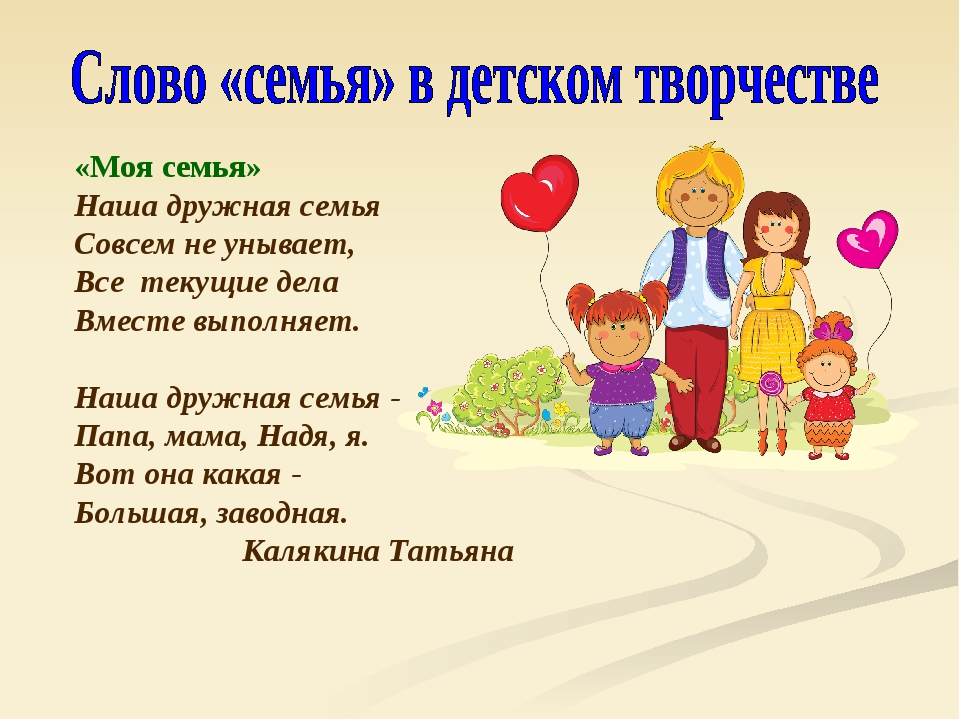 Слово «семья» в детском творчестве
«Моя семья»
Наша дружная семья
Совсем не унывает,
Все текущие дела
Вместе выполняет.
Наша дружная семья -
Папа, мама, Надя, я.
Вот она какая -
Большая, заводная.
Калякина Татьяна